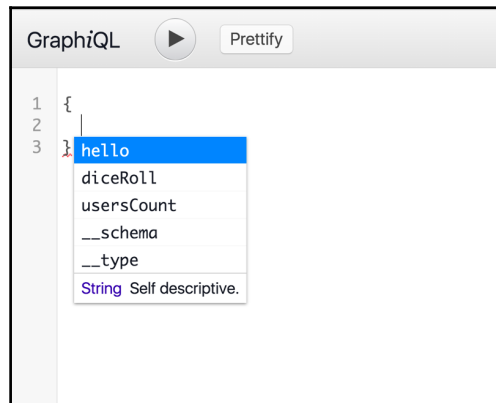 GraphiQL Prettify
1 {
2
3 }
hello
diceRoll
usersCount
__schema
__type
String Self descriptive.